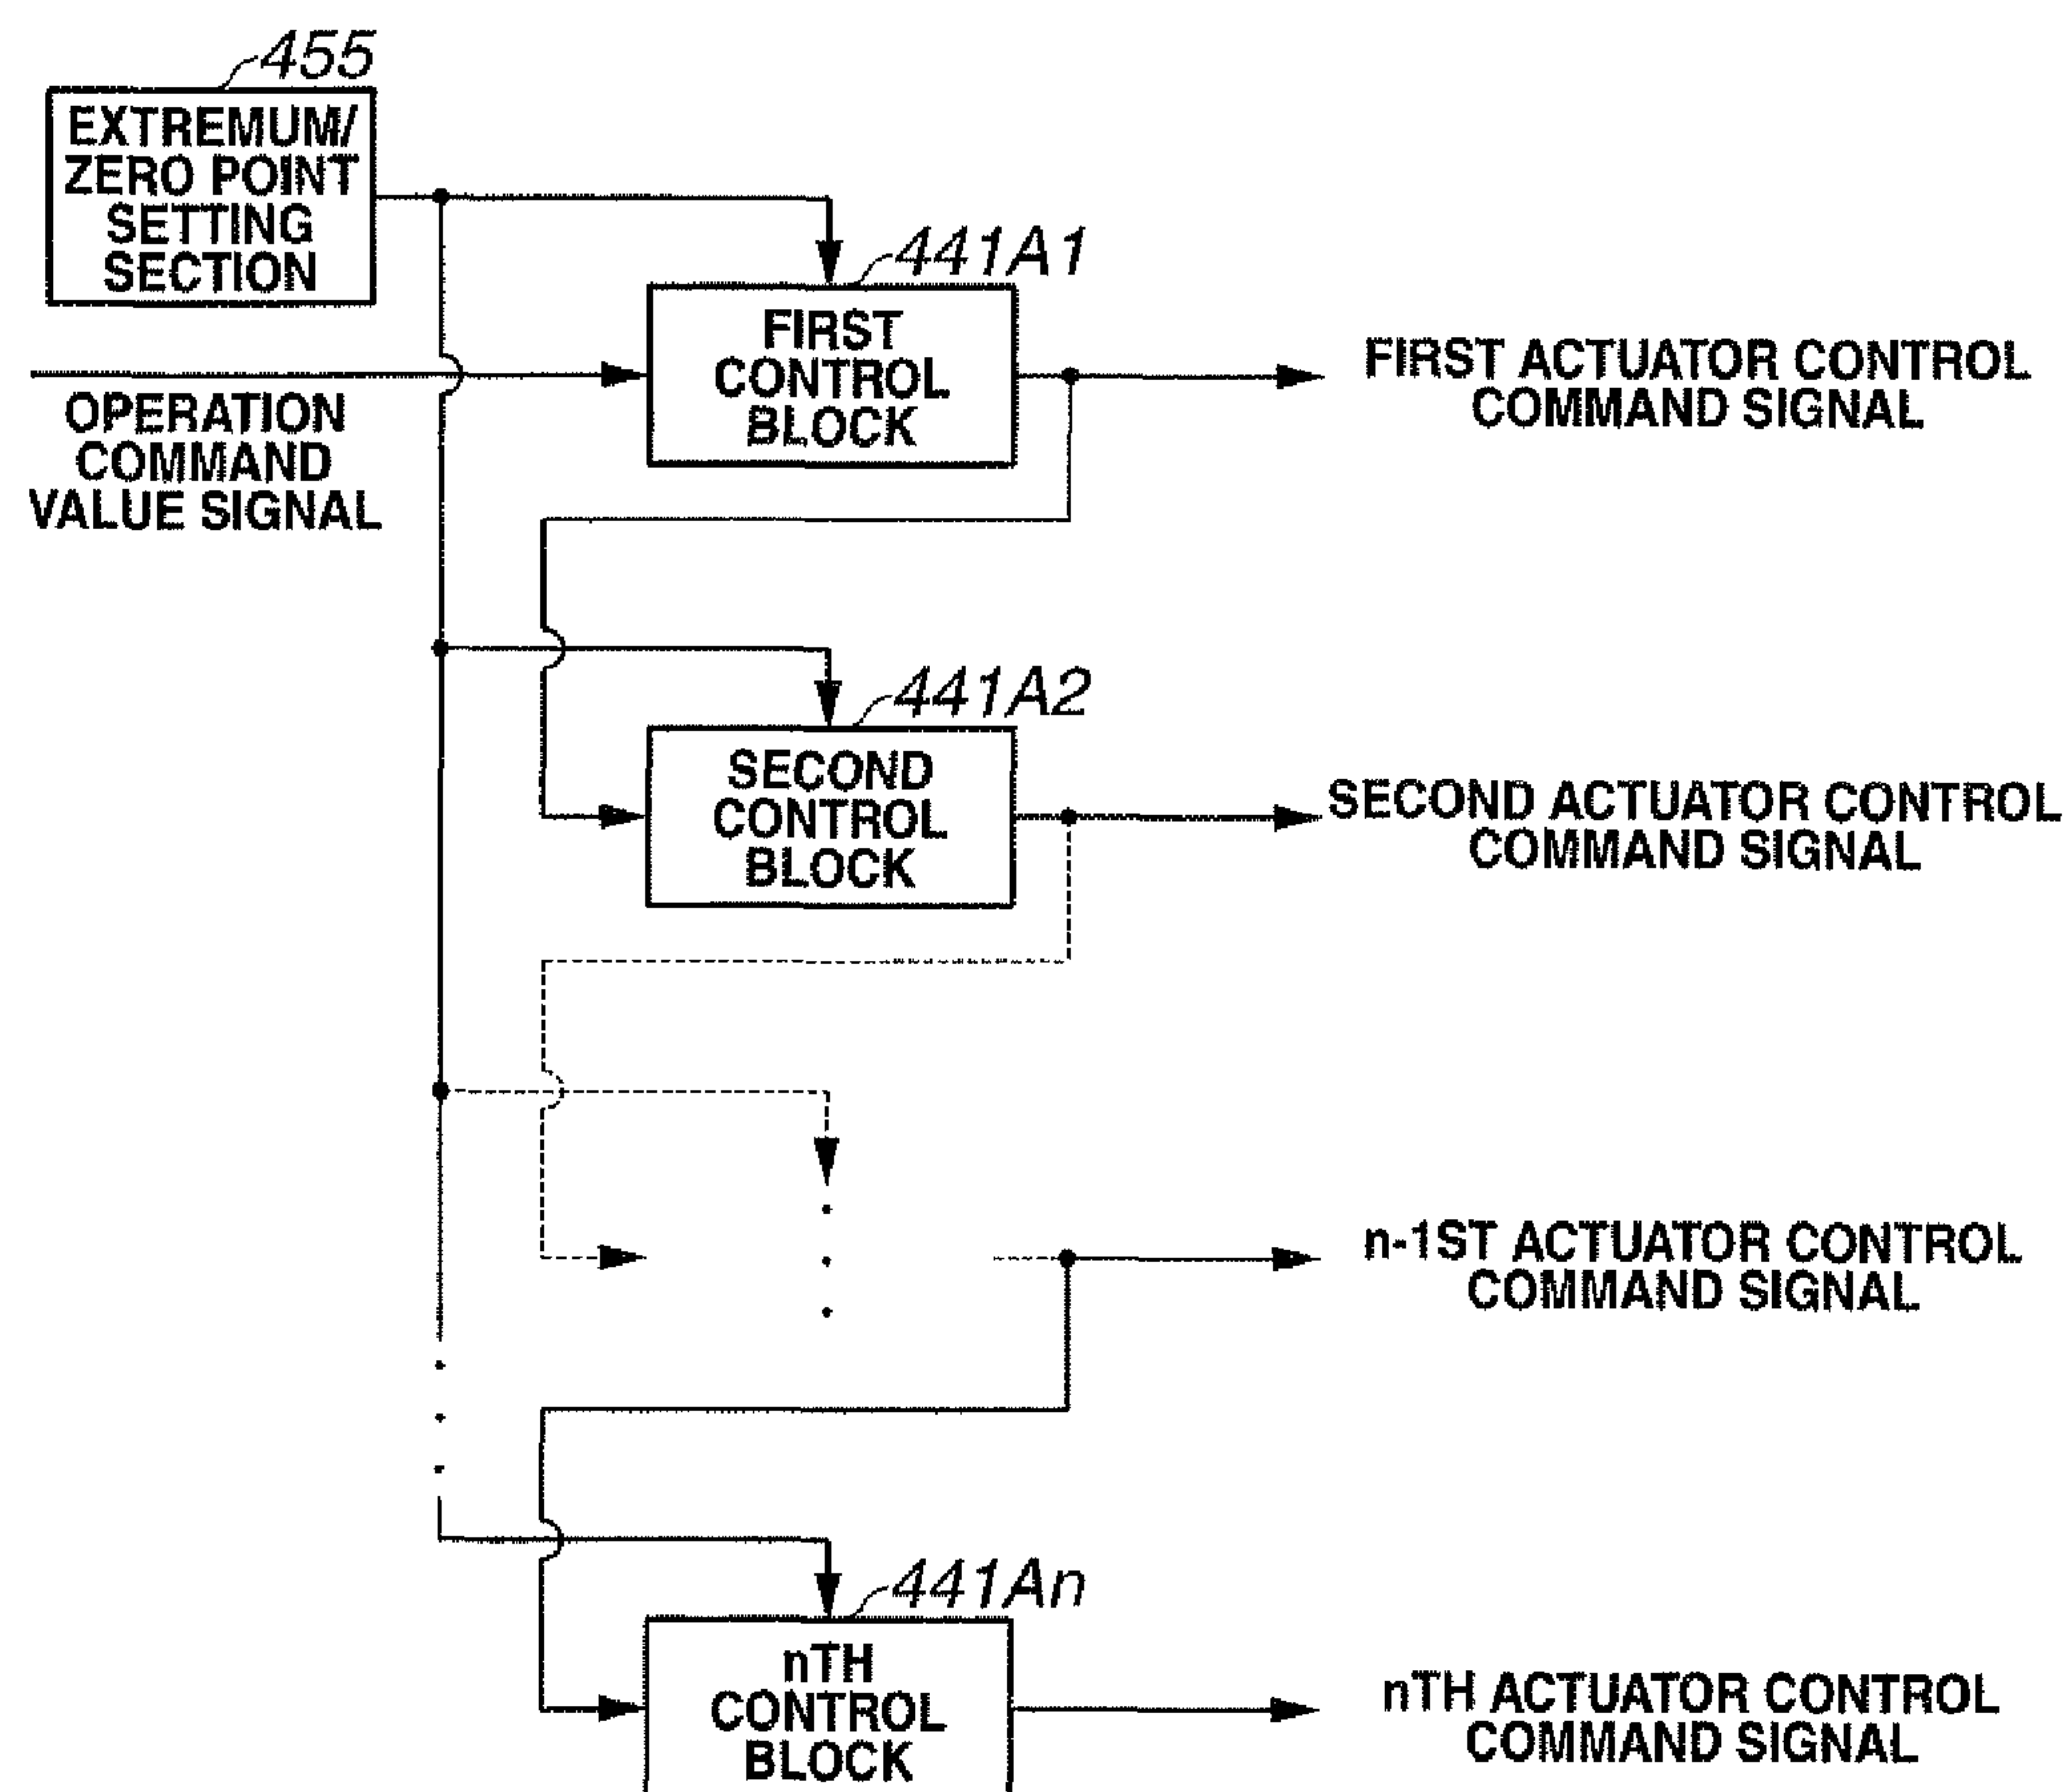 455
EXTREMUM/
ZERO POINT
SETTING
SECTION
441A1
FIRST
CONTROL
BLOCK
FIRST ACTUATOR CONTROL
COMMAND SIGNAL
OPERATION
COMMAND
VALUE SIGNAL
441A2
SECOND
CONTROL
BLOCK
SECOND ACTUATOR CONTROL
COMMAND SIGNAL
n-1ST ACTUATOR CONTROL
COMMAND SIGNAL
441An
nTH
CONTROL
BLOCK
nTH ACTUATOR CONTROL
COMMAND SIGNAL